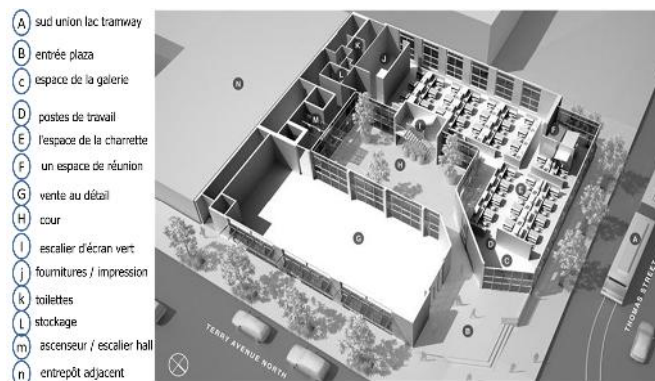 A sud union lac tramway
B entrée plaza
C espace de la galerie
D postes de travail
E l'espace de la charrette
F un espace de réunion
G vente au détail
H cour
I escalier d'écran vert
j fournitures / impression
k toilettes
L stockage
m ascenseur / escalier hall
n entrepôt adjacent
K
J
L
N
M
I
F
H
E
G
D
C
A
B
TERRY AVENUE NORTH
THOMAS STREET